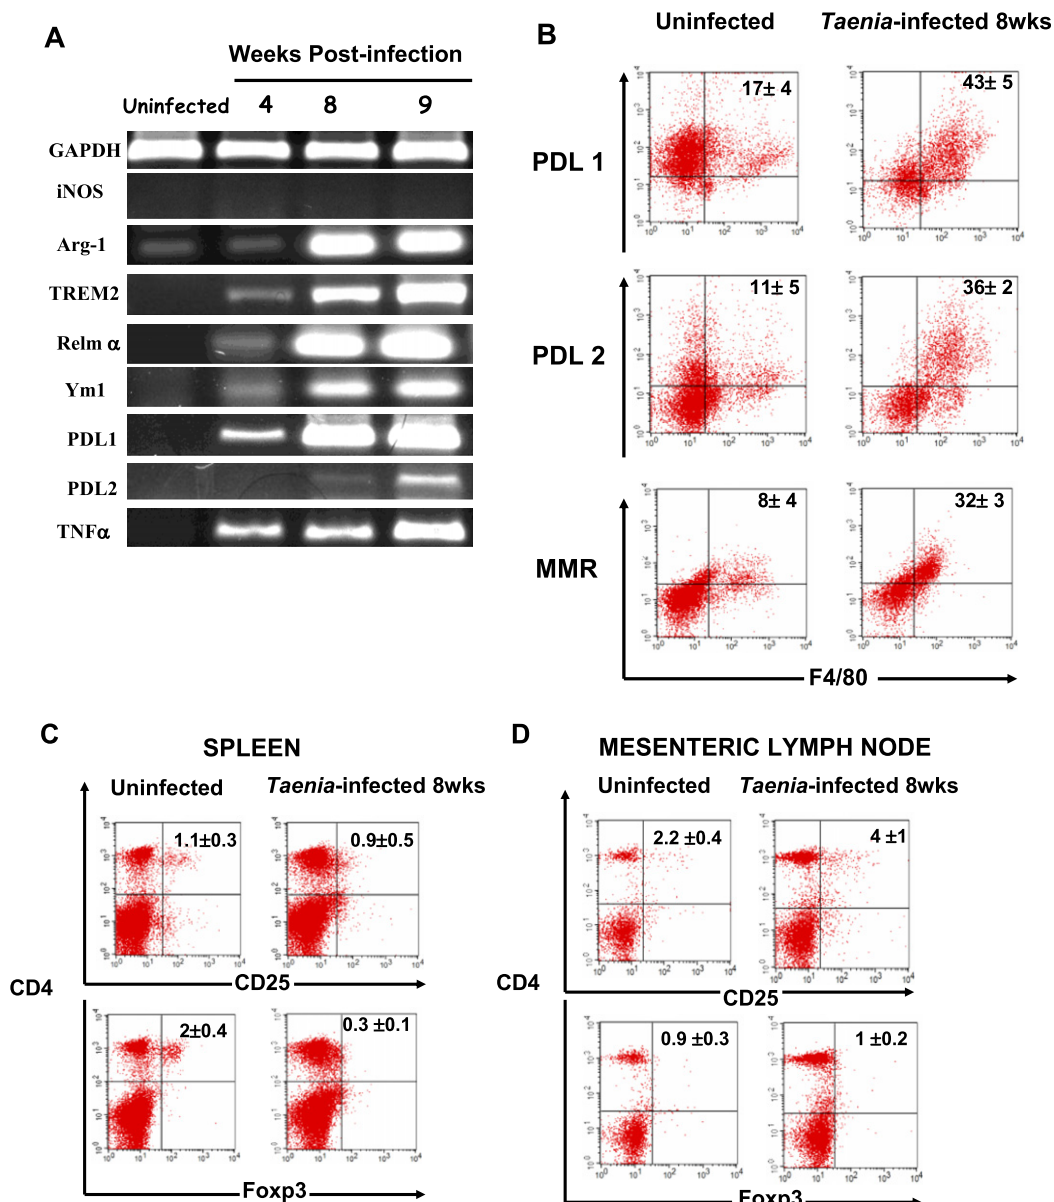 A
Weeks Post-infection
Uninfected 4 8 9
GAPDH
iNOS
Arg-1
TREM2
Relm α
Ym1
PDL1
PDL2
TNFα
B
Uninfected Taenia-infected 8wks
PDL 1
17± 4
43± 5
PDL 2
11± 5
36± 2
MMR
8± 4
32± 3
F4/80
C
SPLEEN
Uninfected Taenia-infected 8wks
1.1±0.3
0.9±0.5
CD4
CD25
2±0.4
0.3 ±0.1
Foxp3
D
MESENTERIC LYMPH NODE
Uninfected Taenia-infected 8wks
2.2 ±0.4
4 ±1
CD4
CD25
0.9 ±0.3
1 ±0.2
Foxp3